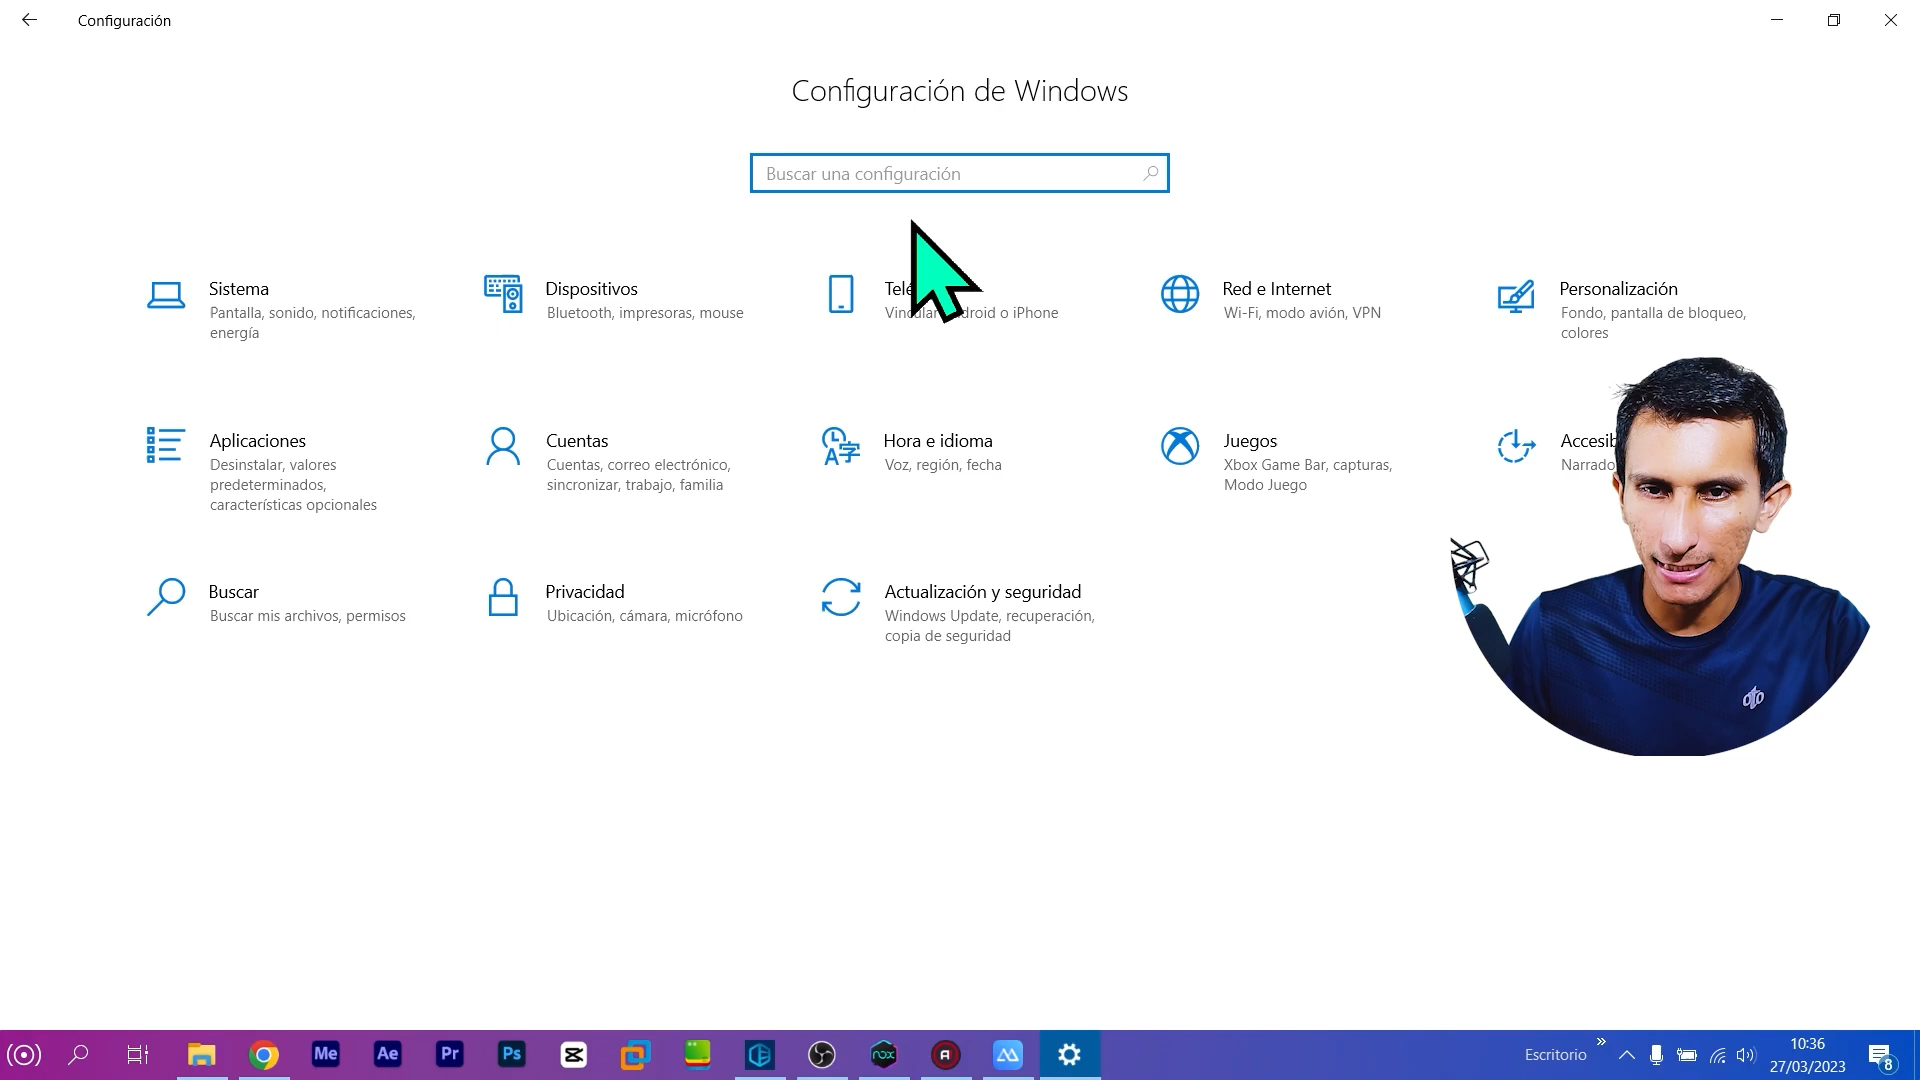 Configuración
Configuración de Windows
Buscar una configuración
Sistema
Pantalla, sonido, notificaciones,
energía
Dispositivos
Bluetooth, impresoras, mouse
Vincular
o iPhone
Red e Internet
Wi-Fi, modo avión, VPN
Personalización
Fondo, pantalla de bloqueo,
colores
Aplicaciones
Desinstalar, valores
predeterminados,
características opcionales
Cuentas
Cuentas, correo electrónico,
sincronizar, trabajo, familia
Hora e idioma
Voz, región, fecha
Juegos
Xbox Game Bar, capturas,
Modo Juego
Accesib
Narrado
Buscar
Buscar mis archivos, permisos
Privacidad
Ubicación, cámara, micrófono
Actualización y seguridad
Windows Update, recuperación,
copia de seguridad
Me
Ae
Pr
Ps
nox
A
Escritorio
10:36
27/03/2023
8